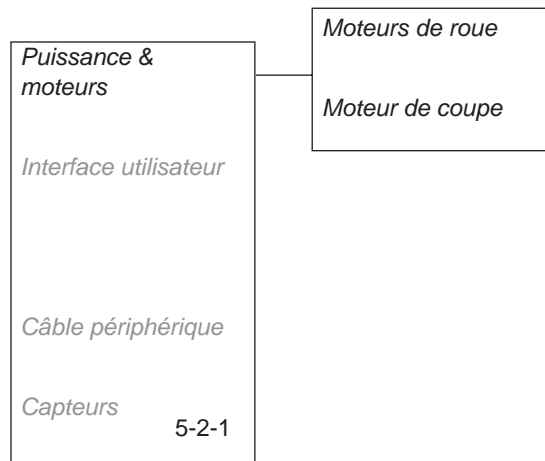 Puissance &
moteurs
Interface utilisateur
Câble périphérique
Capteurs
5-2-1
Moteurs de roue
Moteur de coupe